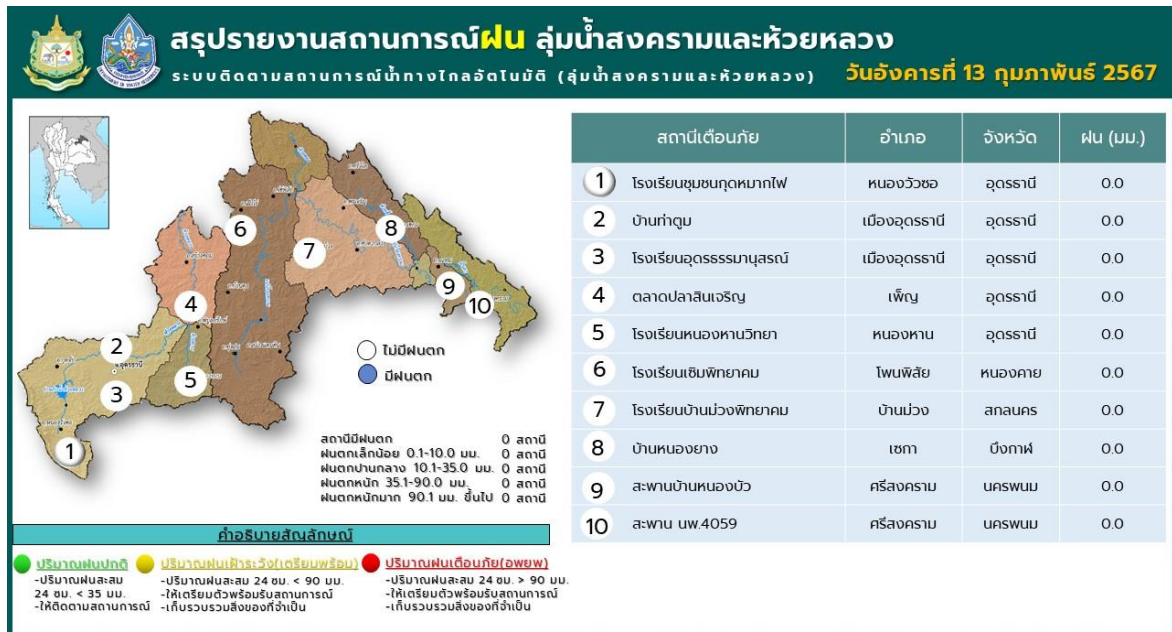 สรุปรายงานสถานการณ์ฝน ลุ่มน้ำสงครามและห้วยหลวง
ระบบติดตามสถานการณ์น้ำทางไกลอัตโนมัติ (ลุ่มน้ำสงครามและห้วยหลวง)
วันอังคารที่ 13 กุมภาพันธ์ 2567
6
8
7
9
10
4
2
5
3
1
อุดรธานี
ไม่มีฝนตก
มีฝนตก
สถานีมีฝนตก 0 สถานี
ฝนตกเล็กน้อย 0.1-10.0 มม. 0 สถานี
ฝนตกปานกลาง 10.1-35.0 มม. 0 สถานี
ฝนตกหนัก 35.1-90.0 มม. 0 สถานี
ฝนตกหนักมาก 90.1 มม. ขึ้นไป 0 สถานี
สถานีเตือนภัย อำเภอ จังหวัด ฝน (มม.)
1 โรงเรียนชุมชนกุดหมากไฟ หนองวัวซอ อุดรธานี 0.0
2 บ้านท่าตูม เมืองอุดรธานี อุดรธานี 0.0
3 โรงเรียนอุดรธรรมานุสรณ์ เมืองอุดรธานี อุดรธานี 0.0
4 ตลาดปลาสินเจริญ เพ็ญ อุดรธานี 0.0
5 โรงเรียนหนองหานวิทยา หนองหาน อุดรธานี 0.0
6 โรงเรียนเซิมพิทยาคม โพนพิสัย หนองคาย 0.0
7 โรงเรียนบ้านม่วงพิทยาคม บ้านม่วง สกลนคร 0.0
8 บ้านหนองยาง เซกา บึงกาฬ 0.0
9 สะพานบ้านหนองบัว ศรีสงคราม นครพนม 0.0
10 สะพาน นพ.4059 ศรีสงคราม นครพนม 0.0
คำอธิบายสัญลักษณ์
ปริมาณฝนปกติ
-ปริมาณฝนสะสม
24 ชม. < 35 มม.
-ให้ติดตามสถานการณ์
ปริมาณฝนเฝ้าระวัง(เตรียมพร้อม)
-ปริมาณฝนสะสม 24 ชม. < 90 มม.
-ให้เตรียมตัวพร้อมรับสถานการณ์
-เก็บรวบรวมสิ่งของที่จำเป็น
ปริมาณฝนเตือนภัย(อพยพ)
-ปริมาณฝนสะสม 24 ชม. > 90 มม.
-ให้เตรียมตัวพร้อมรับสถานการณ์
-เก็บรวบรวมสิ่งของที่จำเป็น